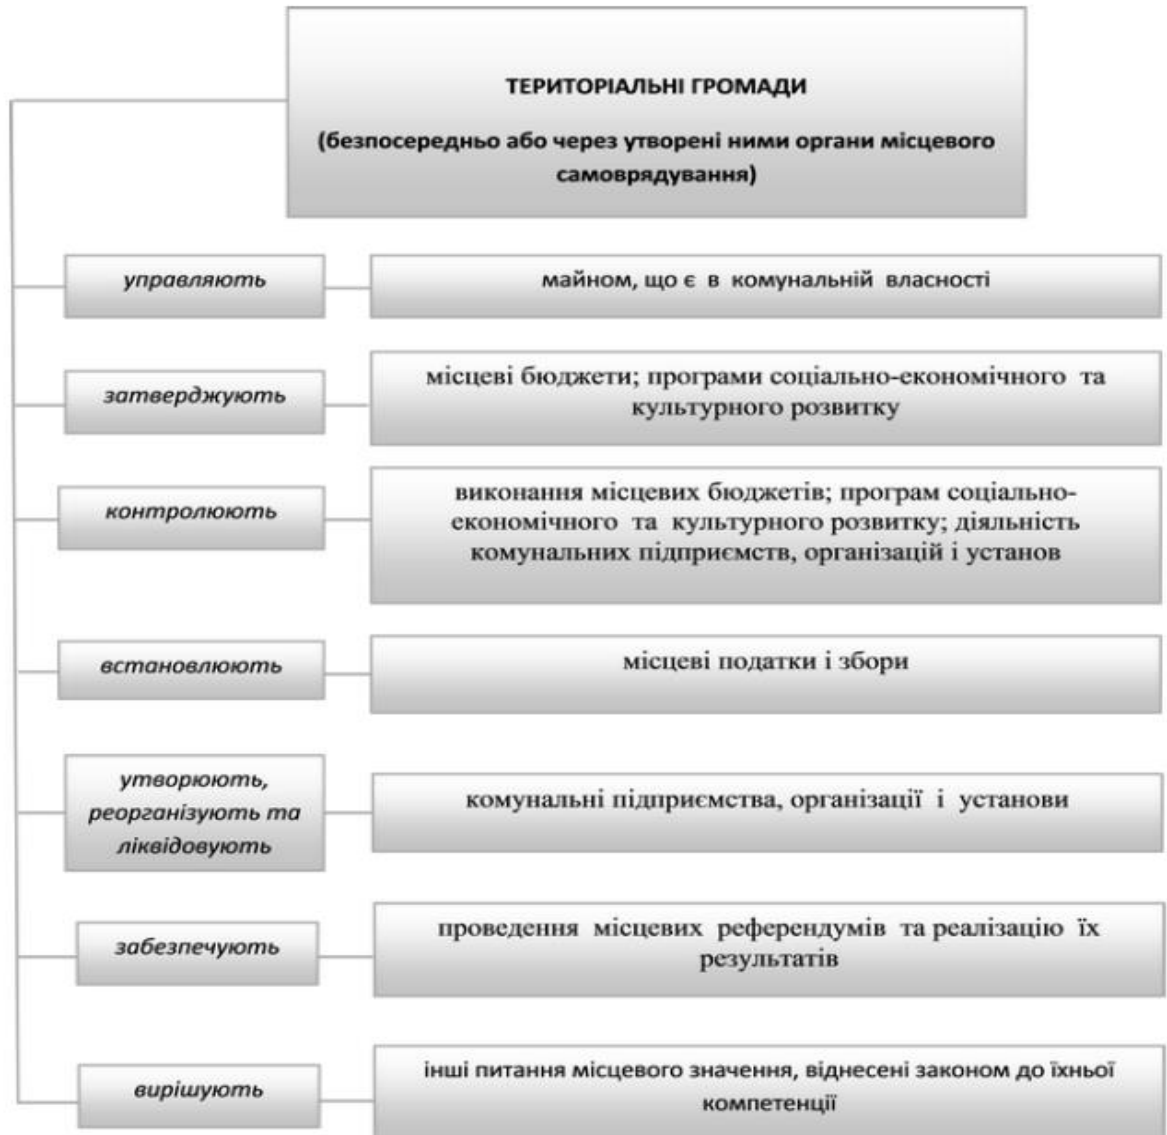 ТЕРИТОРІАЛЬНІ ГРОМАДИ
(безпосередньо або через утворені ними органи місцевого
самоврядування)
управляють
майном, що є в комунальній власності
затверджують
місцеві бюджети; програми соціально-економічного та
культурного розвитку
контролюють
виконання місцевих бюджетів; програм соціально-
економічного та культурного розвитку; діяльність
комунальних підприємств, організацій і установ
встановлюють
місцеві податки і збори
утворюють,
реорганізують та
ліквідовують
комунальні підприємства, організації і установи
забезпечують
проведення місцевих референдумів та реалізацію їх
результатів
вирішують
інші питання місцевого значення, віднесені законом до їхньої
компетенції